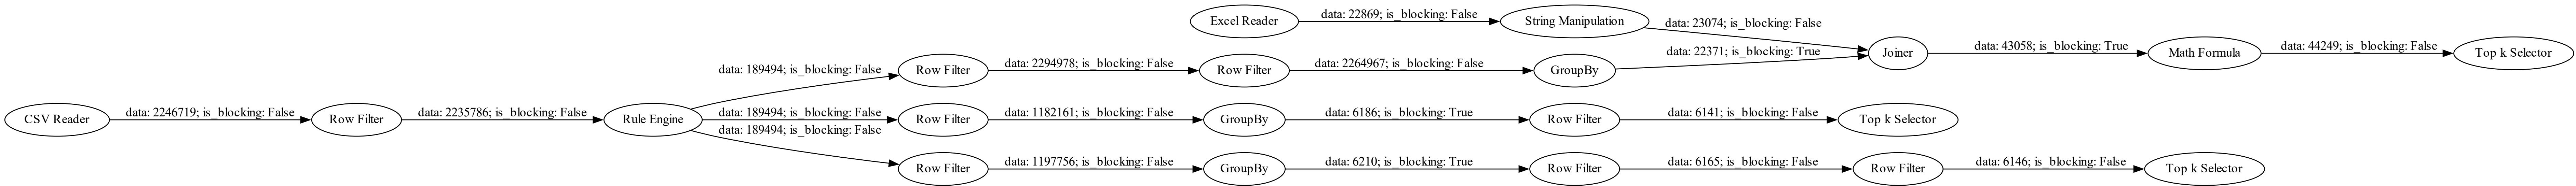 Excel Reader
data: 22869; is_blocking: False
String Manipulation
data: 23074; is_blocking: False
data: 189494; is_blocking: False
Row Filter
data: 2294978; is_blocking: False
Row Filter
data: 2264967; is_blocking: False
GroupBy
data: 22371; is_blocking: True
Joiner
data: 43058; is_blocking: True
Math Formula
data: 44249; is_blocking: False
Top k Selector
CSV Reader
data: 2246719; is_blocking: False
Row Filter
data: 2235786; is_blocking: False
Rule Engine
data: 189494; is_blocking: False
Row Filter
data: 1182161; is_blocking: False
GroupBy
data: 6186; is_blocking: True
Row Filter
data: 6141; is_blocking: False
Top k Selector
data: 189494; is_blocking: False
Row Filter
data: 1197756; is_blocking: False
GroupBy
data: 6210; is_blocking: True
Row Filter
data: 6165; is_blocking: False
Row Filter
data: 6146; is_blocking: False
Top k Selector